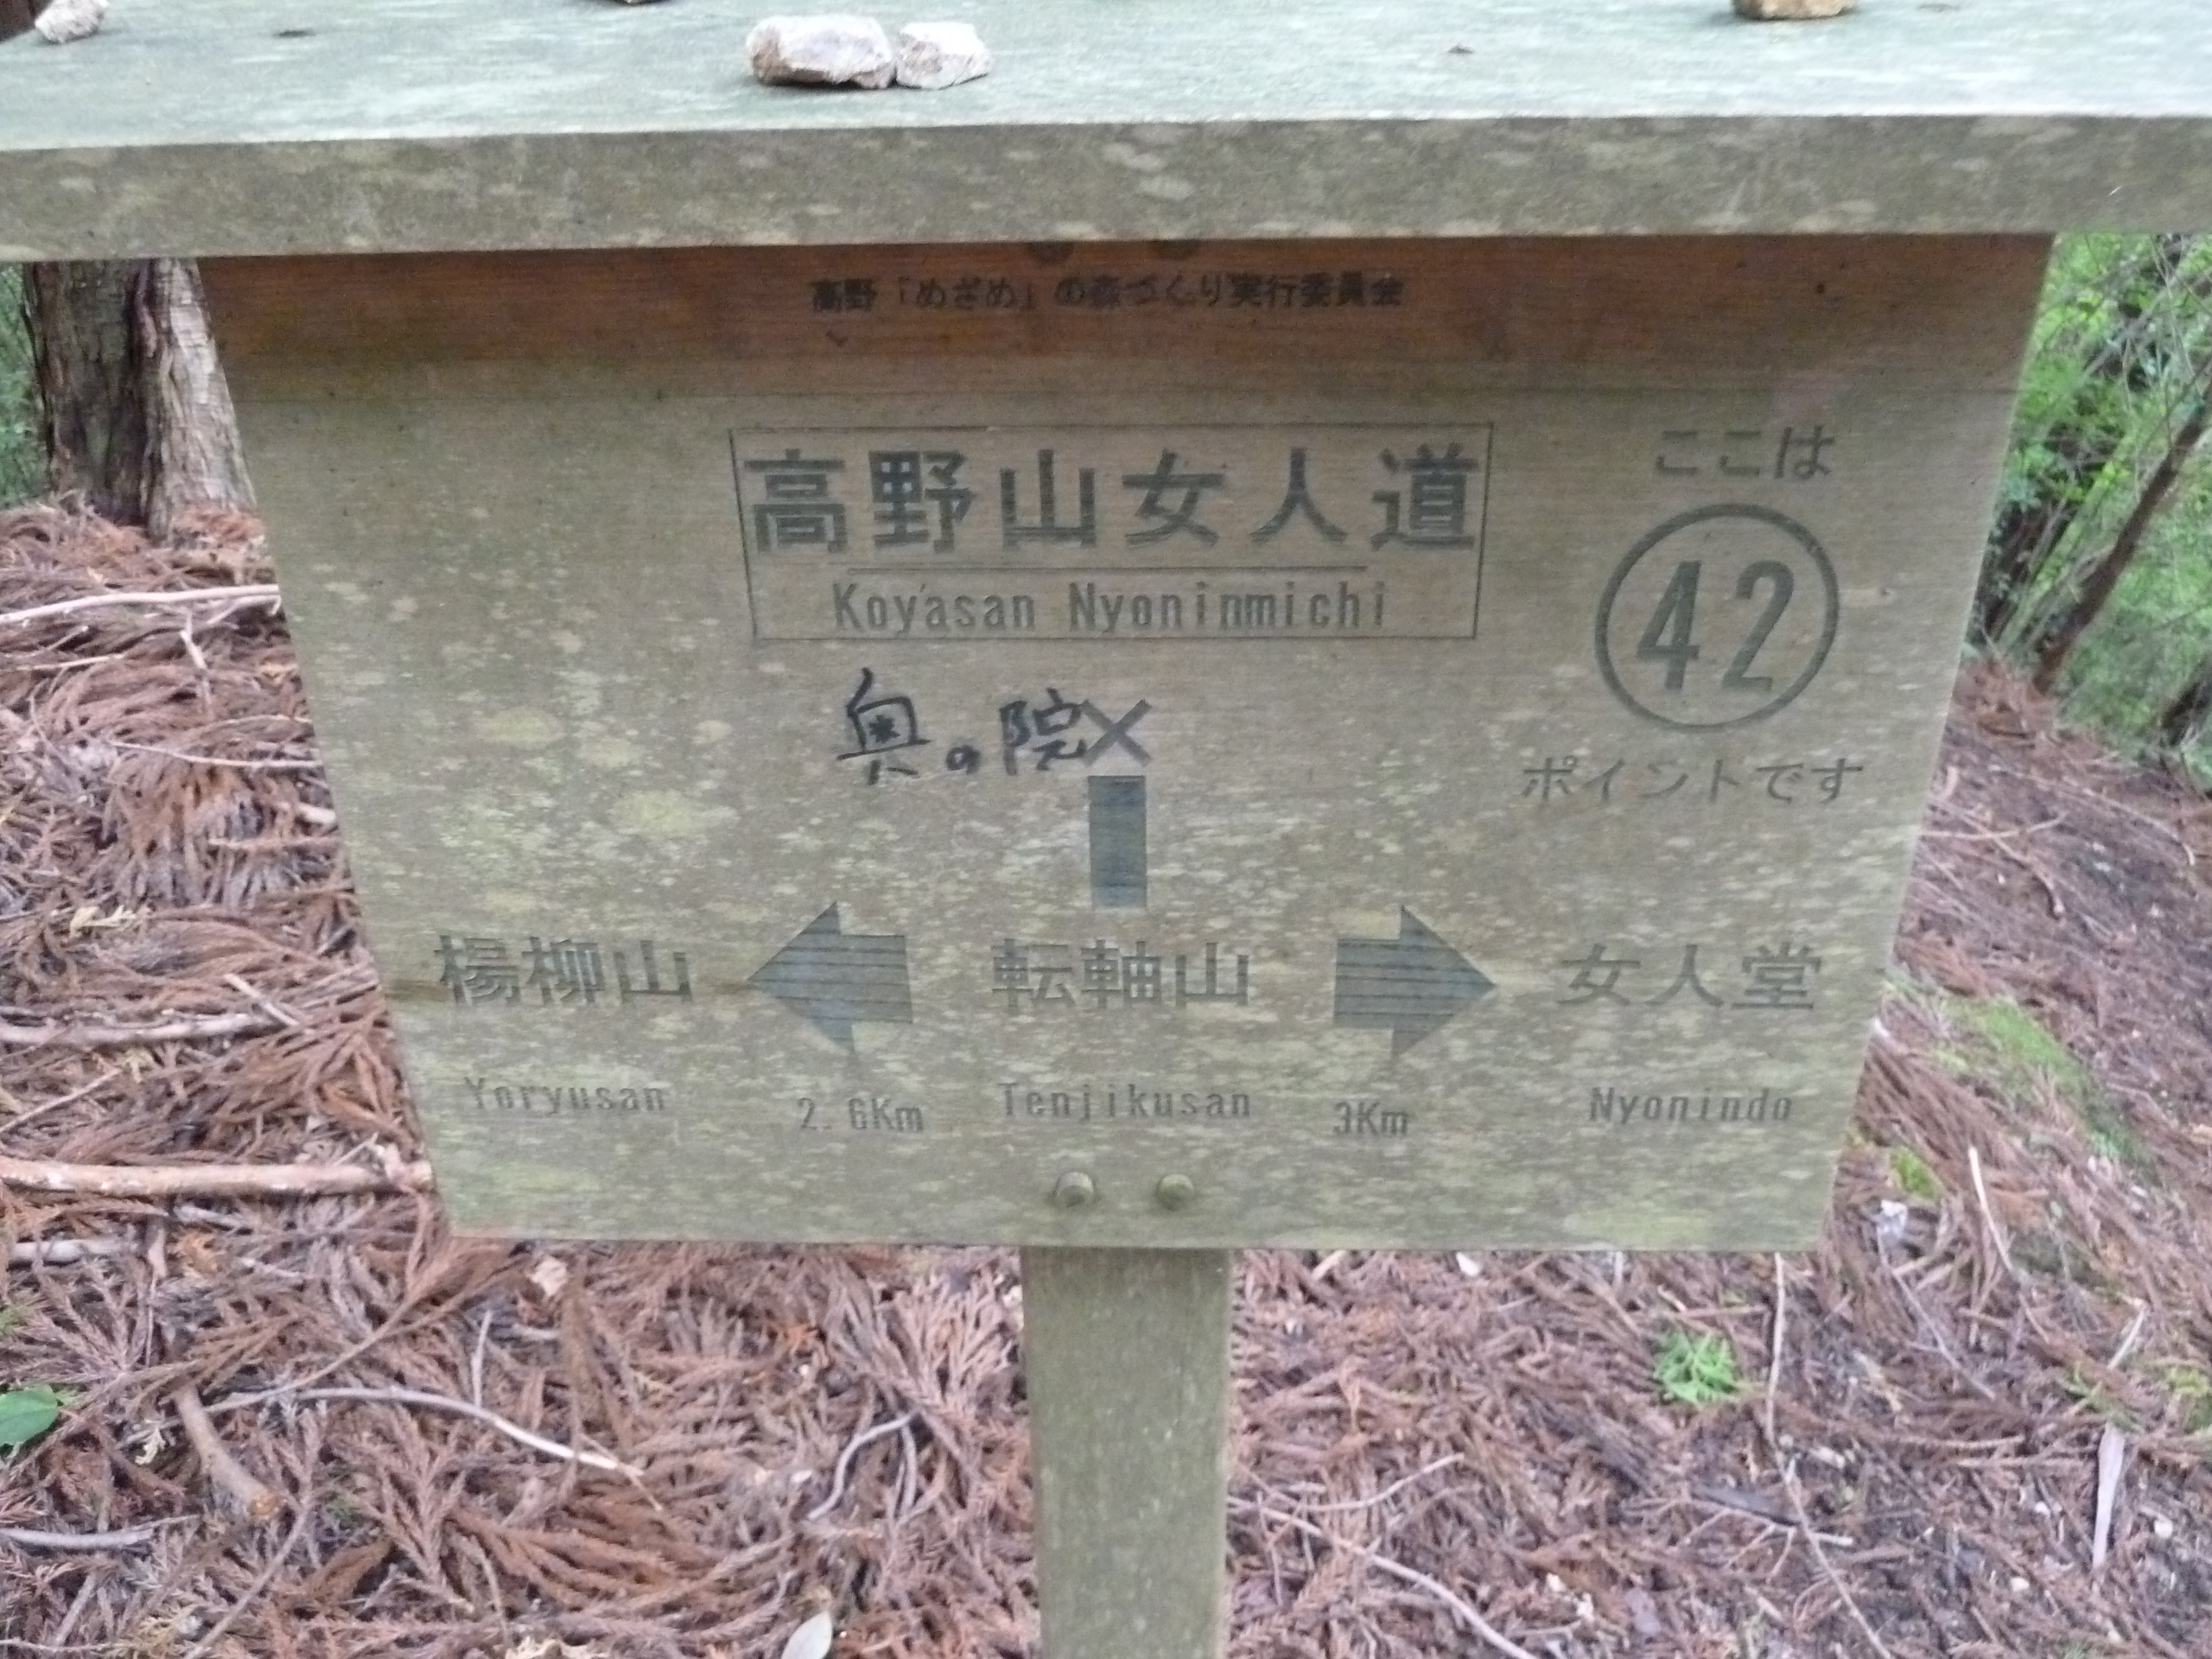 高野「めざめ」の森づくり実行委員会
高野山女人道
Koyasan Nyoninmichi
ここは
42
ポイントです
奥の院×
楊柳山 転軸山 女人堂
Yoryusan 2.6Km Tenjikusan 3Km Nyonindo